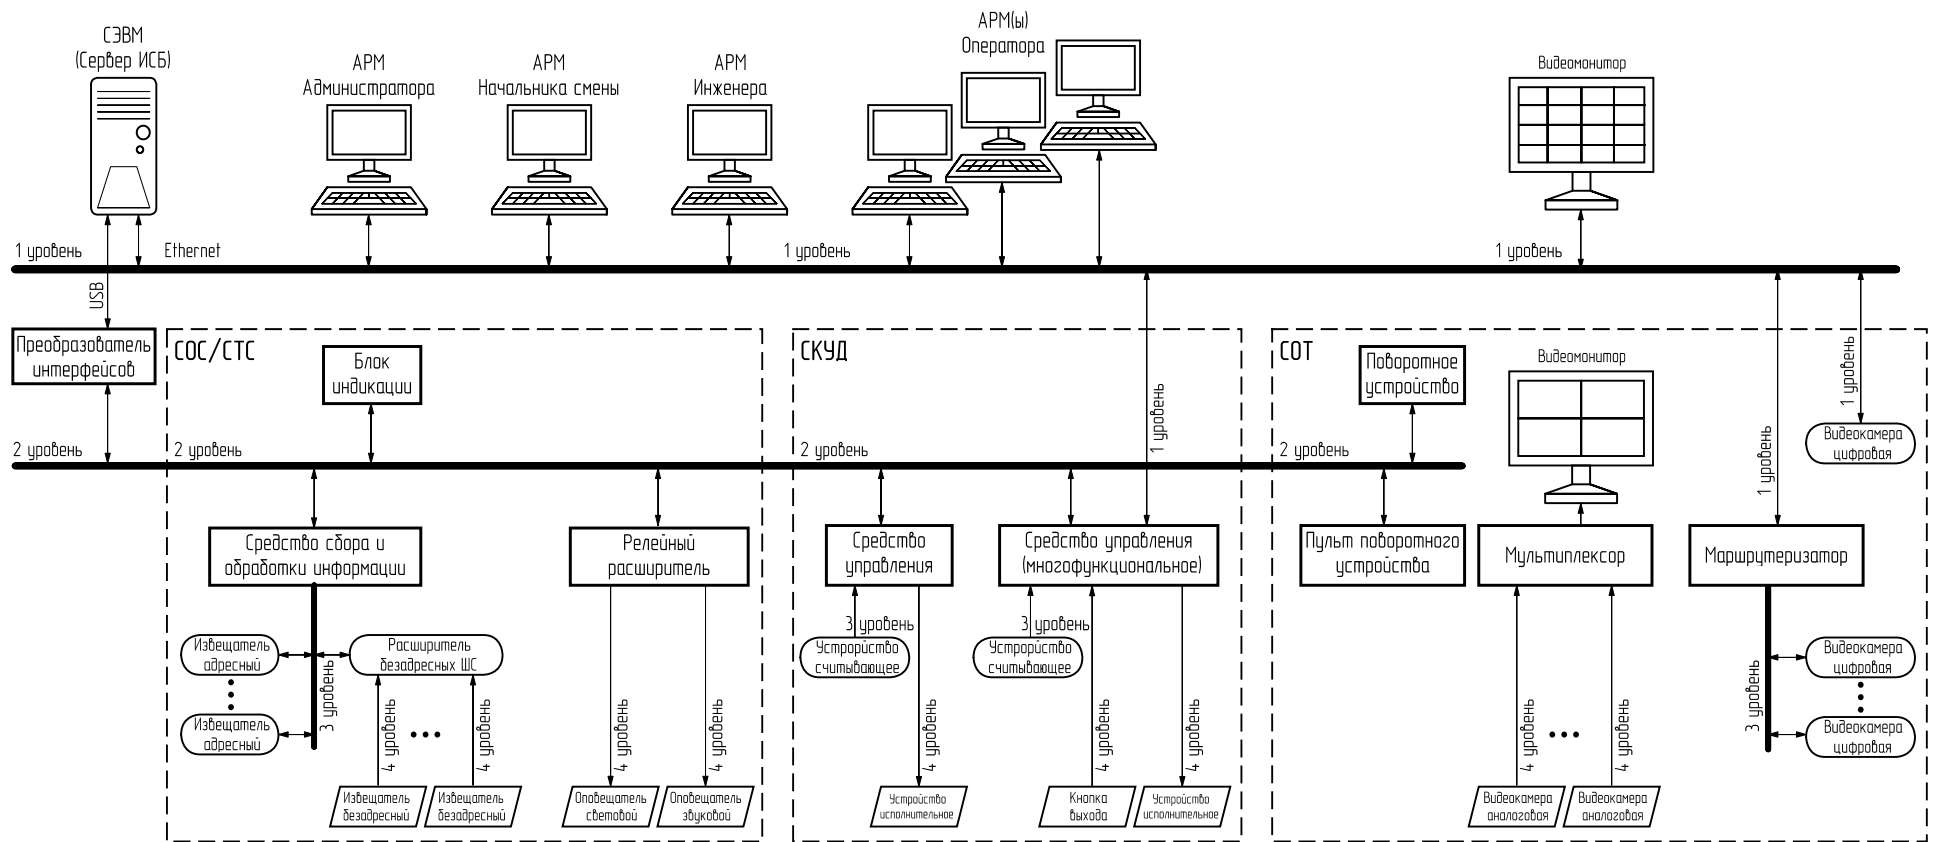 СЭВМ
(Сервер ИСБ)
АРМ
Администратора
АРМ
Начальника смены
АРМ
Инженера
АРМ(ы)
Оператора
Видеомонитор
1 уровень
Ethernet
1 уровень
1 уровень
USB
Преобразователь
интерфейсов
СОС/СТС
Блок
индикации
СКУД
1 уровень
СОТ
Поворотное
устройство
Видеомонитор
1 уровень
1 уровень
Видеокамера
цифровая
2 уровень
2 уровень
2 уровень
2 уровень
Средство сбора и
обработки информации
Релейный
расширитель
Средство
управления
Средство управления
(многофункциональное)
Пульт поворотного
устройства
Мультиплексор
Маршрутеризатор
Извещатель
адресный
Расширитель
безадресных ШС
3 уровень
Извещатель
адресный
4 уровень
4 уровень
4 уровень
4 уровень
3 уровень
Устройство
считывающее
4 уровень
3 уровень
Устройство
считывающее
4 уровень
4 уровень
4 уровень
4 уровень
3 уровень
Видеокамера
цифровая
Видеокамера
цифровая
Извещатель
безадресный
Извещатель
безадресный
Оповещатель
световой
Оповещатель
звуковой
Устройство
исполнительное
Кнопка
выхода
Устройство
исполнительное
Видеокамера
аналоговая
Видеокамера
аналоговая